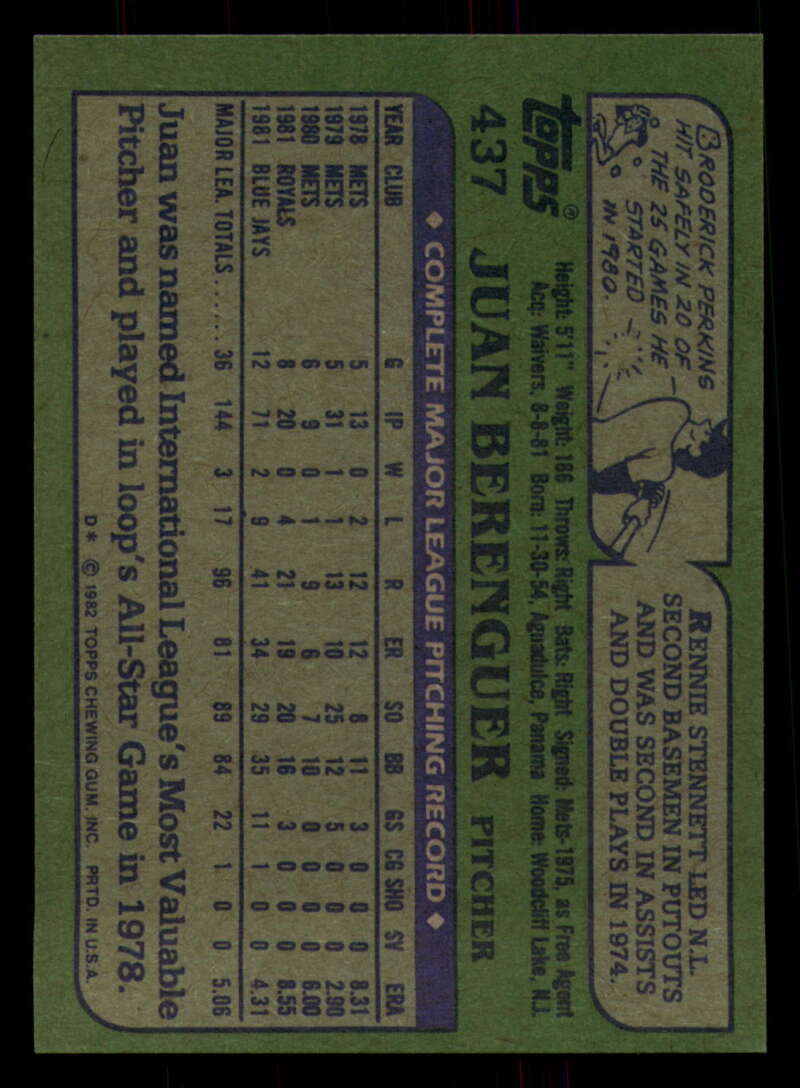 BRODERICK PERKINS
HIT SAFELY IN 20 OF
THE 25 GAMES HE
STARTED
IN 1980.
RENNIE STENNETT LED N.L.
SECOND BASEMEN IN PUTOUTS
AND WAS SECOND IN ASSISTS
AND DOUBLE PLAYS IN 1974.
topps®
Height: 5'11" Weight: 186 Throws: Right Bats: Right Signed: Mets-1975, as Free Agent
Acq: Waivers, 8-8-81 Born: 11-30-54, Aguadulce, Panama Home: Woodcliff Lake, N.J.
437 JUAN BERENGUER PITCHER
◆ COMPLETE MAJOR LEAGUE PITCHING RECORD ◆
YEAR CLUB G IP W L R ER SO BB GS CG SHO SV ERA
1978 METS 5 13 0 2 12 12 8 11 3 0 0 0 8.31
1979 METS 5 31 1 1 13 10 25 12 5 0 0 0 2.90
1980 METS 6 9 0 1 9 6 7 10 0 0 0 0 6.00
1981 ROYALS 8 20 0 4 21 19 20 16 3 0 0 0 8.55
1981 BLUE JAYS 12 71 2 9 41 34 29 35 11 1 0 0 4.31
MAJOR LEA. TOTALS...... 36 144 3 17 96 81 89 84 22 1 0 0 5.06
Juan was named International League's Most Valuable
Pitcher and played in loop's All-Star Game in 1978.
D* © 1982 TOPPS CHEWING GUM, INC. PRTD. IN U.S.A.